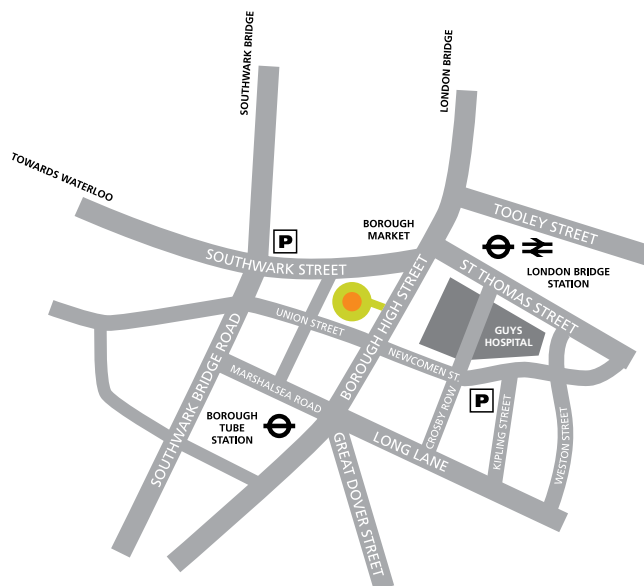 SOUTHWARK BRIDGE
LONDON BRIDGE
TOWARDS WATERLOO
TOOLEY STREET
BOROUGH
MARKET
P
SOUTHWARK STREET
ST THOMAS STREET
LONDON BRIDGE
STATION
BOROUGH HIGH STREET
UNION STREET
GUYS
HOSPITAL
NEWCOMEN ST.
SOUTHWARK BRIDGE ROAD
MARSHALSEA ROAD
BOROUGH
TUBE
STATION
P
CROSBY ROW
KIPLING STREET
WESTON STREET
LONG LANE
GREAT DOVER STREET